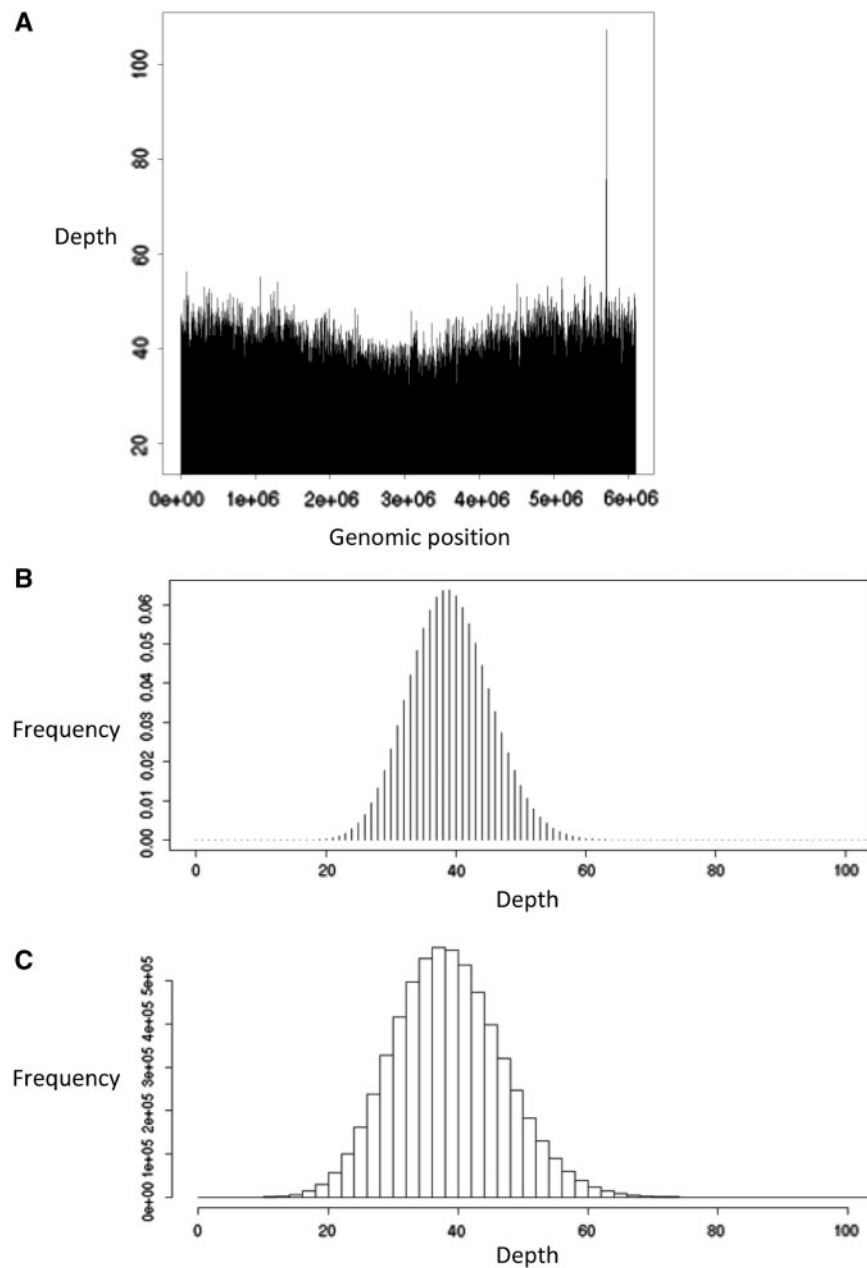 A
100
80
Depth
60
40
20
0e+00 1e+06 2e+06 3e+06 4e+06 5e+06 6e+06
Genomic position
B
0.06
0.05
0.04
Frequency
0.03
0.02
0.01
0.00
0 20 40 60 80 100
Depth
C
5e+05
4e+05
3e+05
Frequency
2e+05
1e+05
0e+00
0 20 40 60 80 100
Depth